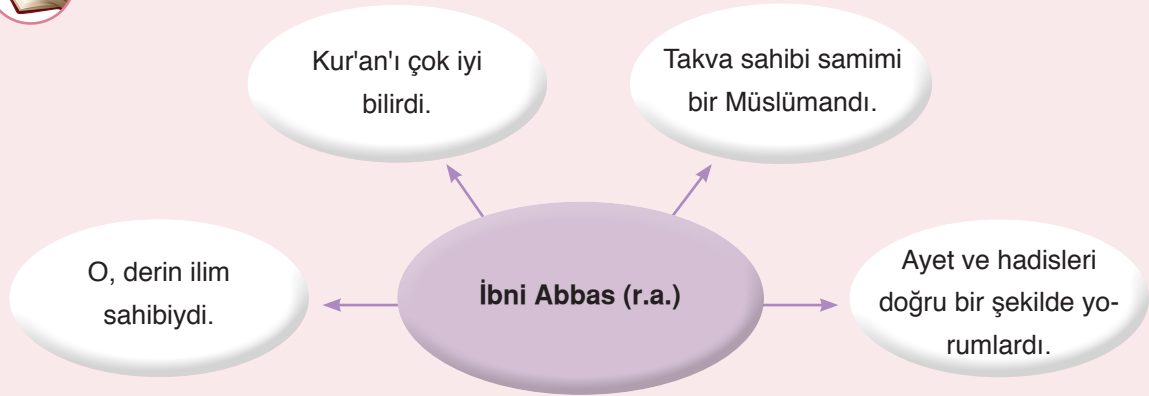 Kur'an'ı çok iyi
bilirdi.
Takva sahibi samimi
bir Müslümandı.
O, derin ilim
sahibiydi.
İbni Abbas (r.a.)
Ayet ve hadisleri
doğru bir şekilde yo-
rumlardı.